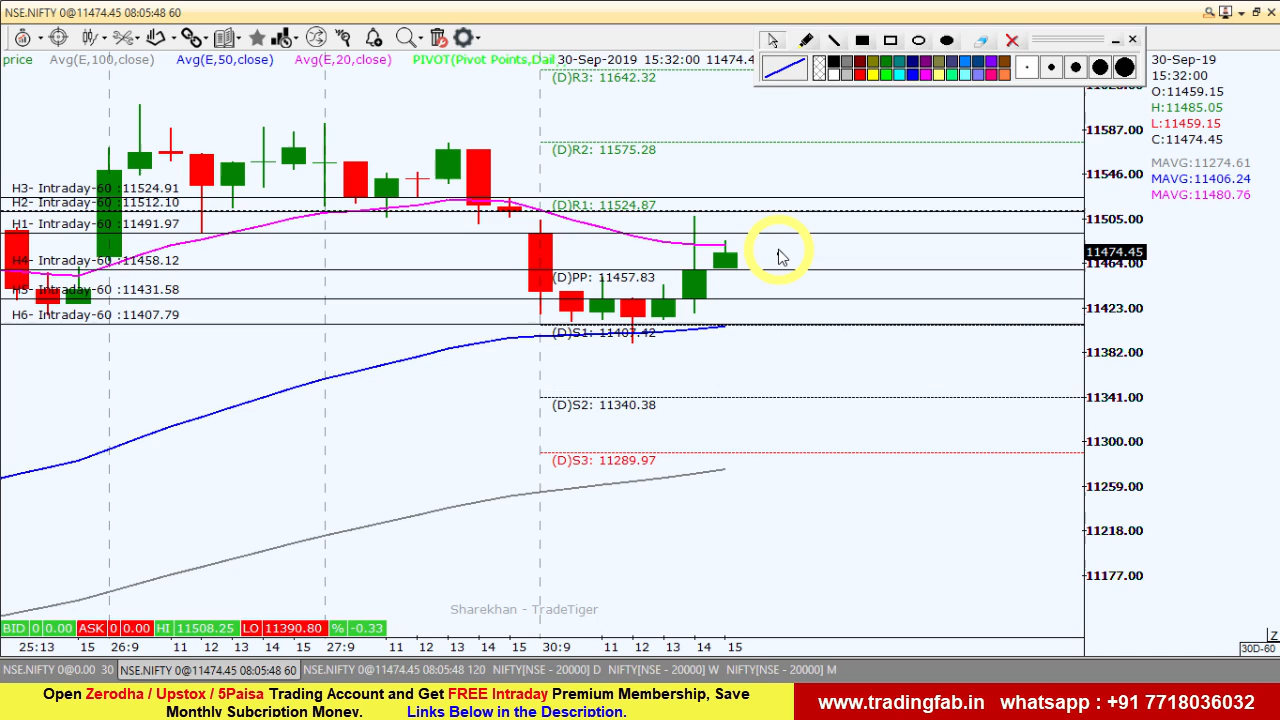 NSE.NIFTY 0@11474.45 08:05:48 60
price Avg(E,100,close) Avg(E,50,close) Avg(E,20,close) PIVOT(Pivot Points,Dail 30-Sep-2019 15:32:00 11474.4
30-Sep-19
15:32:00
O:11459.15
H:11485.05
L:11459.15
C:11474.45
MAVG:11274.61
MAVG:11406.24
MAVG:11480.76
(D)R3: 11642.32
(D)R2: 11575.28
(D)R1: 11524.87
(D)PP: 11457.83
(D)S1: 11407.42
(D)S2: 11340.38
(D)S3: 11289.97
H3- Intraday-60 :11524.91
H2- Intraday-60 :11512.10
H1- Intraday-60 :11491.97
H4- Intraday-60 :11458.12
H5- Intraday-60 :11431.58
H6- Intraday-60 :11407.79
11587.00
11546.00
11505.00
11474.45
11464.00
11423.00
11382.00
11341.00
11300.00
11259.00
11218.00
11177.00
Sharekhan - TradeTiger
BID 0 0.00 ASK 0 0.00 HI 11508.25 LO 11390.80 % -0.33
25:13 15 26:9 11 12 13 14 15 27:9 11 12 13 14 15 30:9 11 12 13 14 15
Z
30D-60
NSE.NIFTY 0@0.00 30 NSE.NIFTY 0@11474.45 08:05:48 60 NSE.NIFTY 0@11474.45 08:05:48 120 NIFTY[NSE - 20000] D NIFTY[NSE - 20000] W NIFTY[NSE - 20000] M
Open Zerodha / Upstox / 5Paisa Trading Account and Get FREE Intraday Premium Membership, Save
Monthly Subcription Money. Links Below in the Description.
www.tradingfab.in whatsapp : +91 7718036032